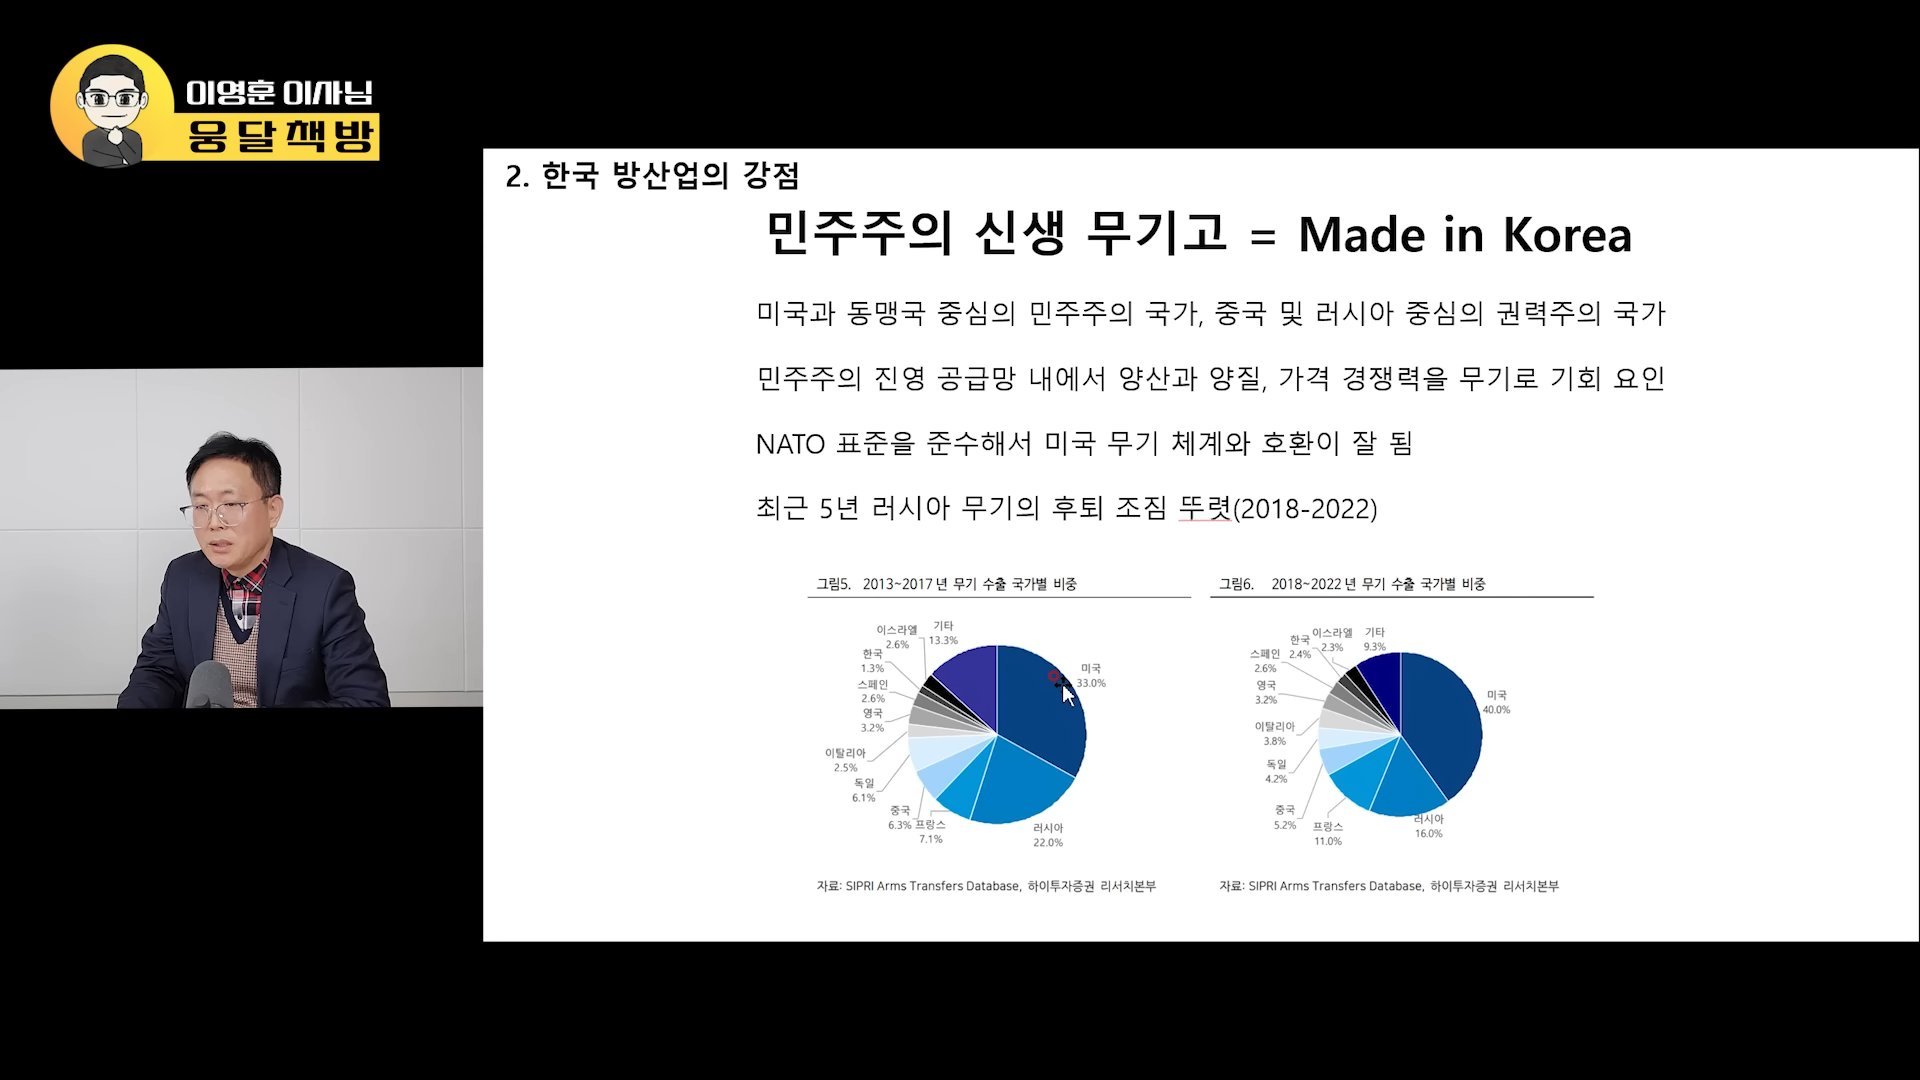 이영훈 이사님
웅달책방
2. 한국 방산업의 강점
민주주의 신생 무기고 = Made in Korea
미국과 동맹국 중심의 민주주의 국가, 중국 및 러시아 중심의 권력주의 국가
민주주의 진영 공급망 내에서 양산과 양질, 가격 경쟁력을 무기로 기회 요인
NATO 표준을 준수해서 미국 무기 체계와 호환이 잘 됨
최근 5년 러시아 무기의 후퇴 조짐 뚜렷(2018-2022)
그림5. 2013~2017년 무기 수출 국가별 비중
기타
13.3%
이스라엘
2.6%
한국
1.3%
스페인
2.6%
영국
3.2%
이탈리아
2.5%
독일
6.1%
중국
6.3%
프랑스
7.1%
러시아
22.0%
미국
33.0%
자료: SIPRI Arms Transfers Database, 하이투자증권 리서치본부
그림6. 2018~2022년 무기 수출 국가별 비중
기타
9.3%
이스라엘
2.3%
한국
2.4%
스페인
2.6%
영국
3.2%
이탈리아
3.8%
독일
4.2%
중국
5.2%
프랑스
11.0%
러시아
16.0%
미국
40.0%
자료: SIPRI Arms Transfers Database, 하이투자증권 리서치본부